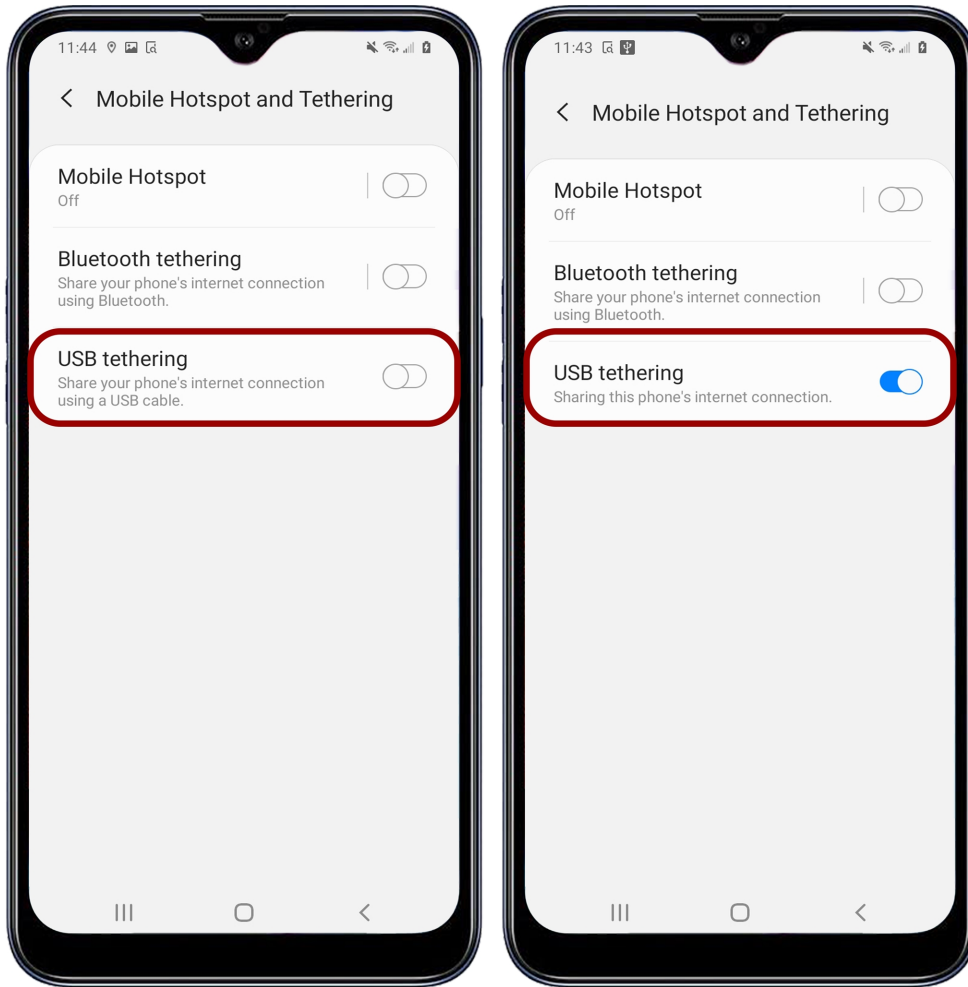 11:44
Mobile Hotspot and Tethering
Mobile Hotspot
Off
Bluetooth tethering
Share your phone's internet connection
using Bluetooth.
USB tethering
Share your phone's internet connection
using a USB cable.
11:43
Mobile Hotspot and Tethering
Mobile Hotspot
Off
Bluetooth tethering
Share your phone's internet connection
using Bluetooth.
USB tethering
Sharing this phone's internet connection.